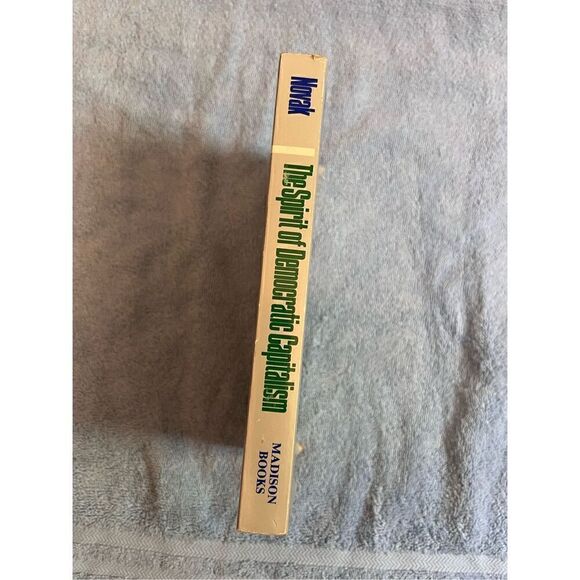 Novak
The Spirit of Democratic Capitalism
MADISON
BOOKS